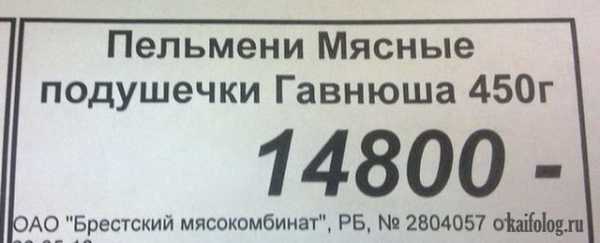 Пельмени Мясные
подушечки Гавнюша 450г
14800 -
ОАО "Брестский мясокомбинат", РБ, № 2804057 о
kaifolog.ru